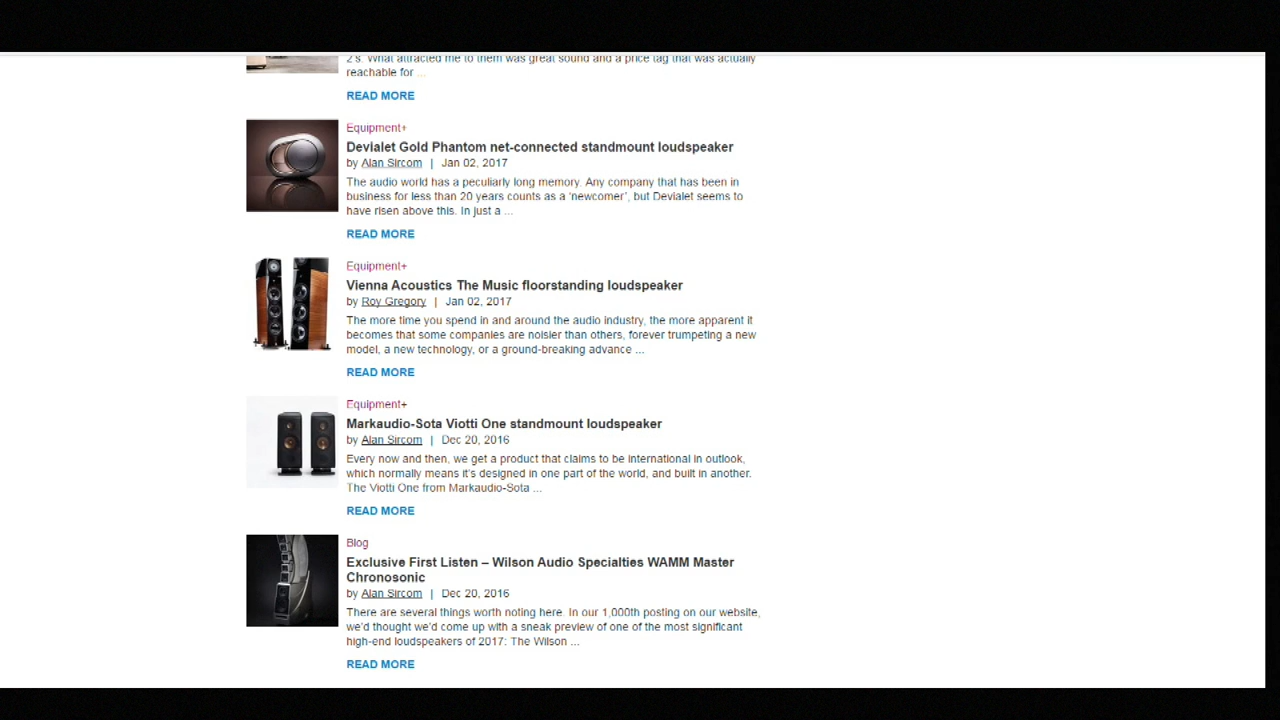 2's. What attracted me to them was great sound and a price tag that was actually
reachable for ...
READ MORE
Equipment+
Devialet Gold Phantom net-connected standmount loudspeaker
by Alan Sircom | Jan 02, 2017
The audio world has a peculiarly long memory. Any company that has been in
business for less than 20 years counts as a ‘newcomer’, but Devialet seems to
have risen above this. In just a ...
READ MORE
Equipment+
Vienna Acoustics The Music floorstanding loudspeaker
by Roy Gregory | Jan 02, 2017
The more time you spend in and around the audio industry, the more apparent it
becomes that some companies are noisier than others, forever trumpeting a new
model, a new technology, or a ground-breaking advance ...
READ MORE
Equipment+
Markaudio-Sota Viotti One standmount loudspeaker
by Alan Sircom | Dec 20, 2016
Every now and then, we get a product that claims to be international in outlook,
which normally means it’s designed in one part of the world, and built in another.
The Viotti One from Markaudio-Sota ...
READ MORE
Blog
Exclusive First Listen – Wilson Audio Specialties WAMM Master
Chronosonic
by Alan Sircom | Dec 20, 2016
There are several things worth noting here. In our 1,000th posting on our website,
we’d thought we’d come up with a sneak preview of one of the most significant
high-end loudspeakers of 2017: The Wilson ...
READ MORE